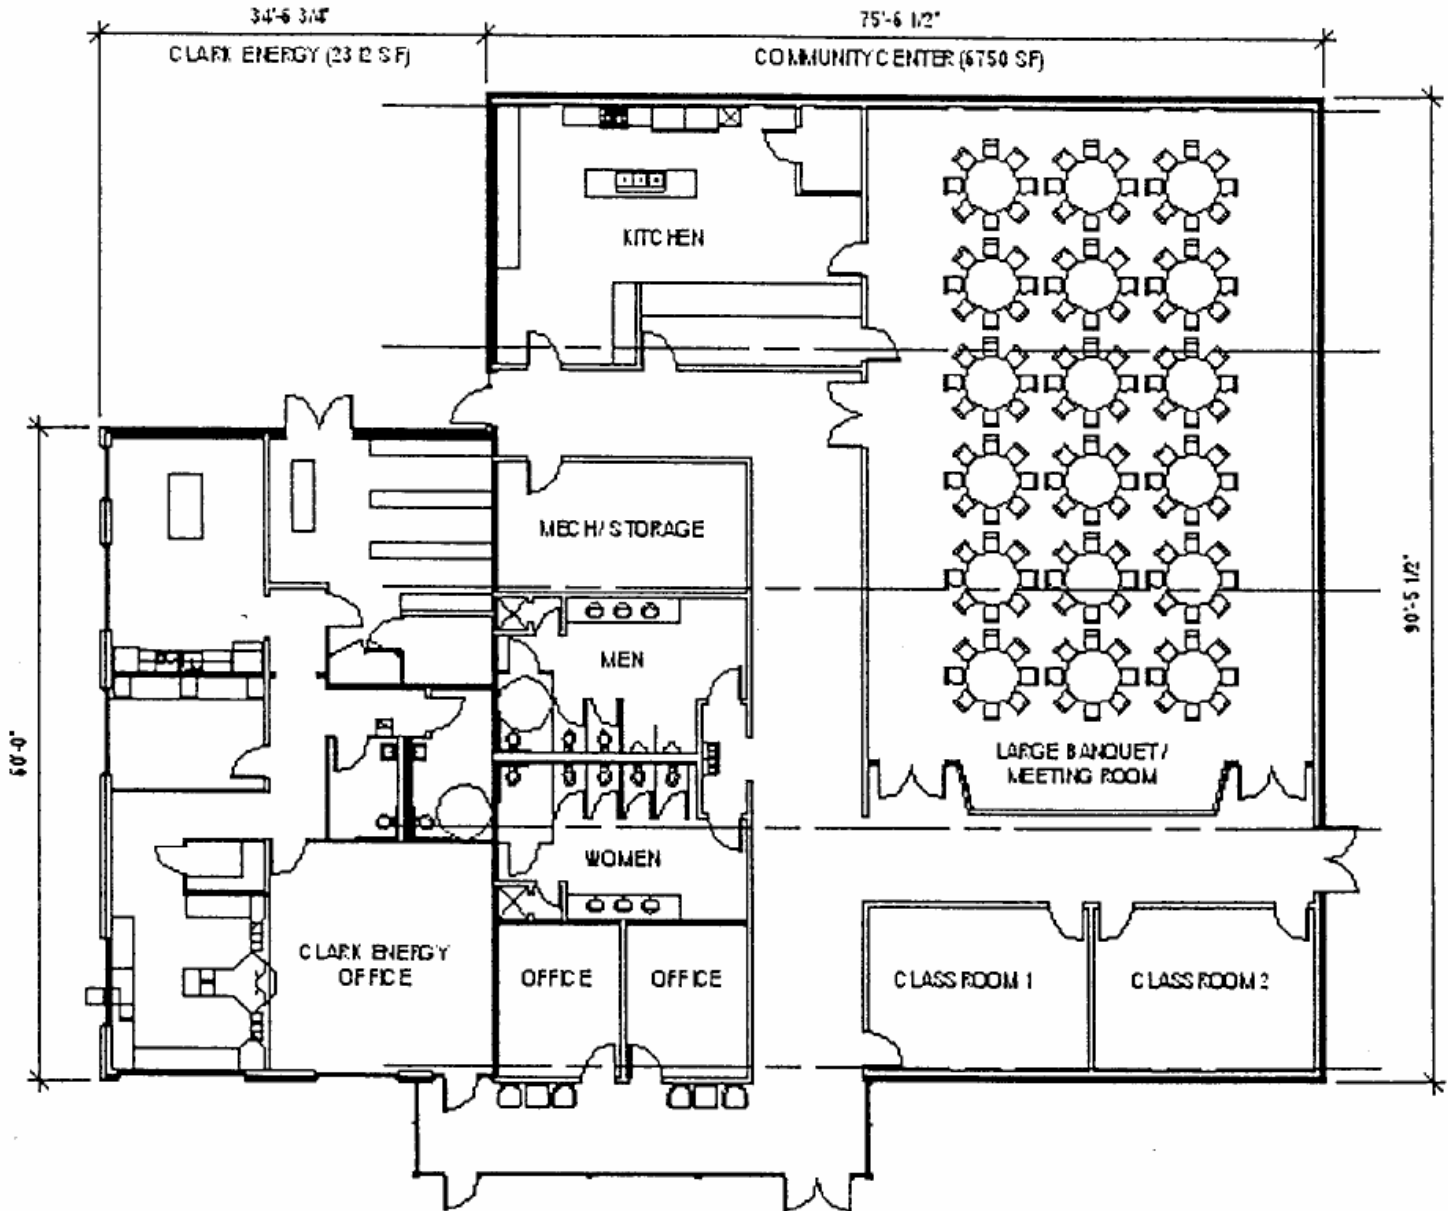 34'-6 3/4"
75'-6 1/2"
CLARK ENERGY (2312 SF)
COMMUNITY CENTER (6750 SF)
KITCHEN
MECH/ STORAGE
90'-5 1/2"
MEN
60'-0"
LARGE BANQUET /
MEETING ROOM
WOMEN
CLARK ENERGY
OFFICE
OFFICE
OFFICE
CLASSROOM 1
CLASSROOM 2